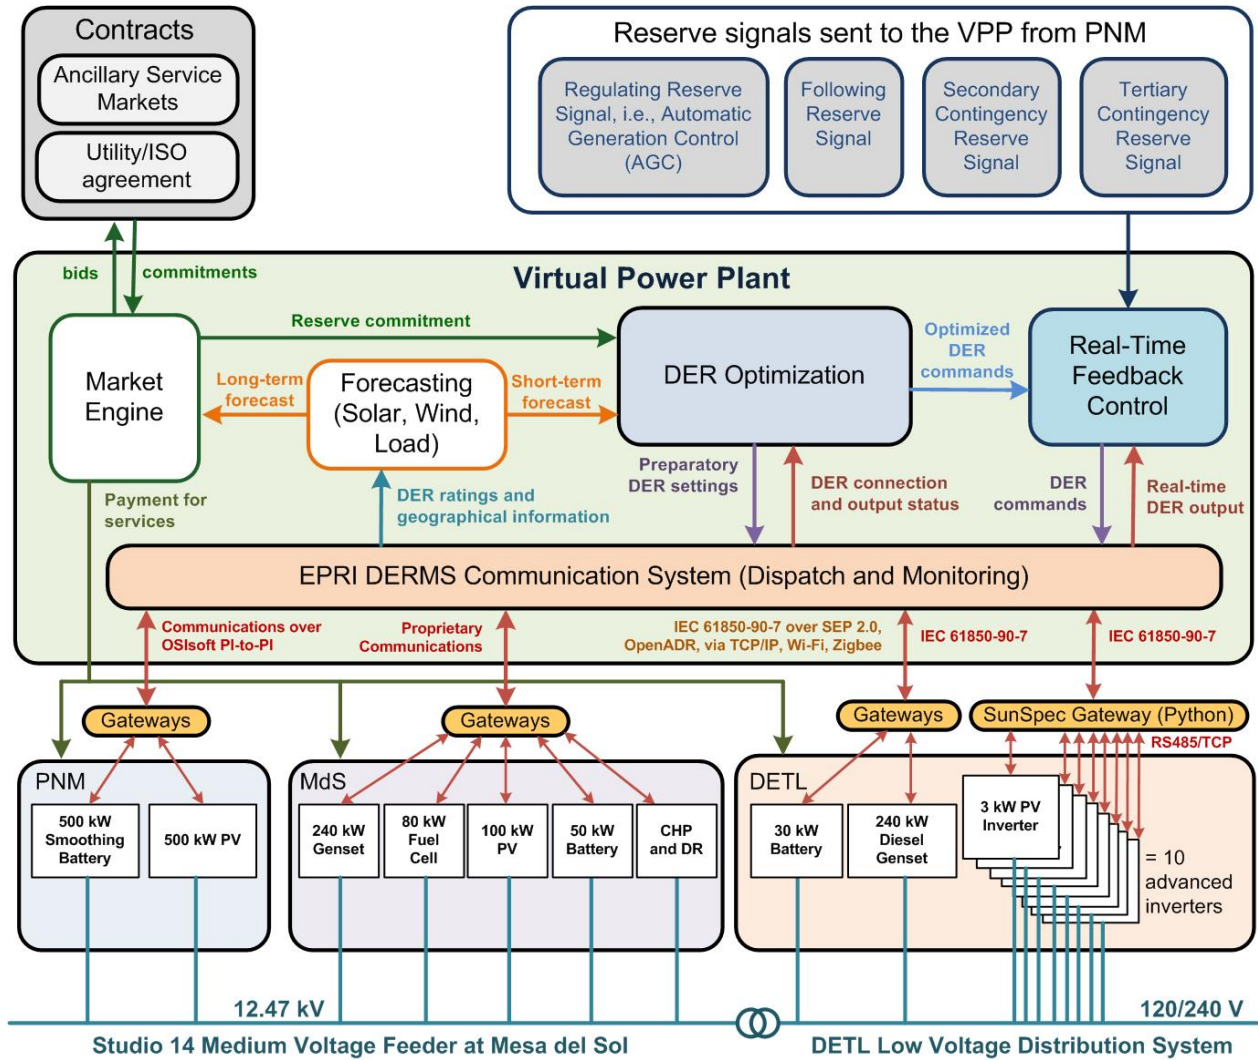 Contracts
Ancillary Service
Markets
Utility/ISO
agreement
Reserve signals sent to the VPP from PNM
Regulating Reserve
Signal, i.e., Automatic
Generation Control
(AGC)
Following
Reserve
Signal
Secondary
Contingency
Reserve
Signal
Tertiary
Contingency
Reserve
Signal
bids
commitments
Virtual Power Plant
Market
Engine
Reserve commitment
Long-term
forecast
Forecasting
(Solar, Wind,
Load)
Short-term
forecast
DER Optimization
Optimized
DER
commands
Real-Time
Feedback
Control
Payment for
services
DER ratings and
geographical information
Preparatory
DER settings
DER connection
and output status
DER
commands
Real-time
DER output
EPRI DERMS Communication System (Dispatch and Monitoring)
Communications over
OSIsoft PI-to-PI
Proprietary
Communications
IEC 61850-90-7 over SEP 2.0,
OpenADR, via TCP/IP, Wi-Fi, Zigbee
IEC 61850-90-7
IEC 61850-90-7
Gateways
Gateways
Gateways
SunSpec Gateway (Python)
RS485/TCP
PNM
500 kW
Smoothing
Battery
500 kW PV
MdS
240 kW
Genset
80 kW
Fuel
Cell
100 kW
PV
50 kW
Battery
CHP
and DR
DETL
30 kW
Battery
240 kW
Diesel
Genset
3 kW PV
Inverter
= 10
advanced
inverters
12.47 kV
120/240 V
Studio 14 Medium Voltage Feeder at Mesa del Sol
DETL Low Voltage Distribution System